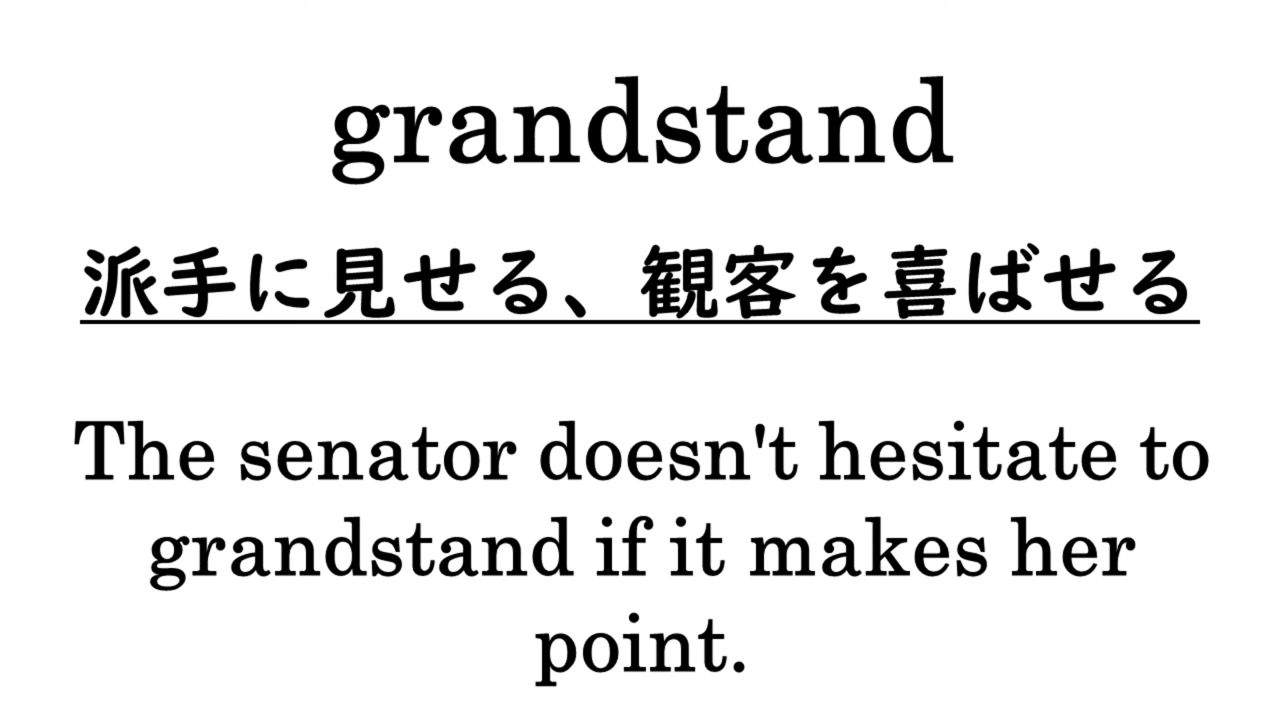 grandstand
派手に見せる、観客を喜ばせる
The senator doesn't hesitate to
grandstand if it makes her
point.